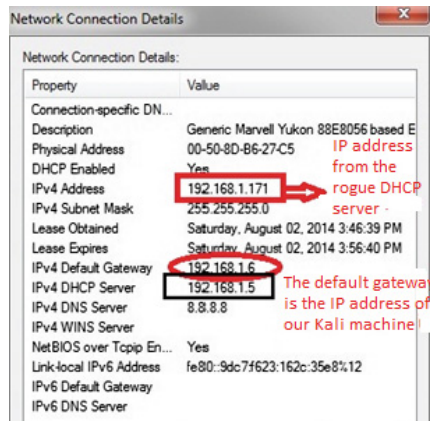 Network Connection Details
x
Network Connection Details:
Property Value
Connection-specific DN...
Description Generic Marvell Yukon 88E8056 based E
Physical Address 00-50-8D-B6-27-C5
DHCP Enabled Yes
IPv4 Address 192.168.1.171
IPv4 Subnet Mask 255.255.255.0
Lease Obtained Saturday, August 02, 2014 3:46:39 PM
Lease Expires Saturday, August 02, 2014 3:56:40 PM
IPv4 Default Gateway 192.168.1.6
IPv4 DHCP Server 192.168.1.5
IPv4 DNS Server 8.8.8.8
IPv4 WINS Server
NetBIOS over Tcpip En... Yes
Link-local IPv6 Address fe80::9dc7:f623:162c:35e8%12
IPv6 Default Gateway
IPv6 DNS Server
IP address
from the
rogue DHCP
server
The default gateway
is the IP address of
our Kali machine